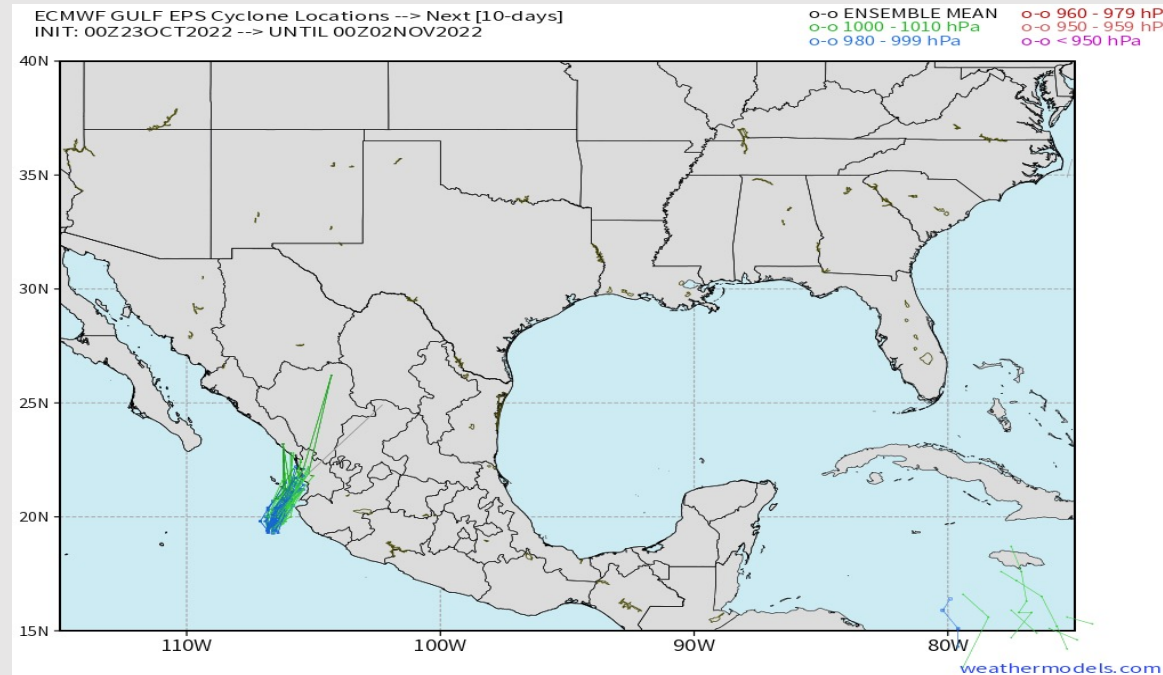 ECMWF GULF EPS Cyclone Locations --> Next [10-days]
INIT: 00Z23OCT2022 --> UNTIL 00Z02NOV2022
o-o ENSEMBLE MEAN
o-o 1000 - 1010 hPa
o-o 980 - 999 hPa
o-o 960 - 979 hP
o-o 950 - 959 hP
o-o < 950 hPa
40N
35N
30N
25N
20N
15N
110W 100W 90W 80W
weathermodels.com